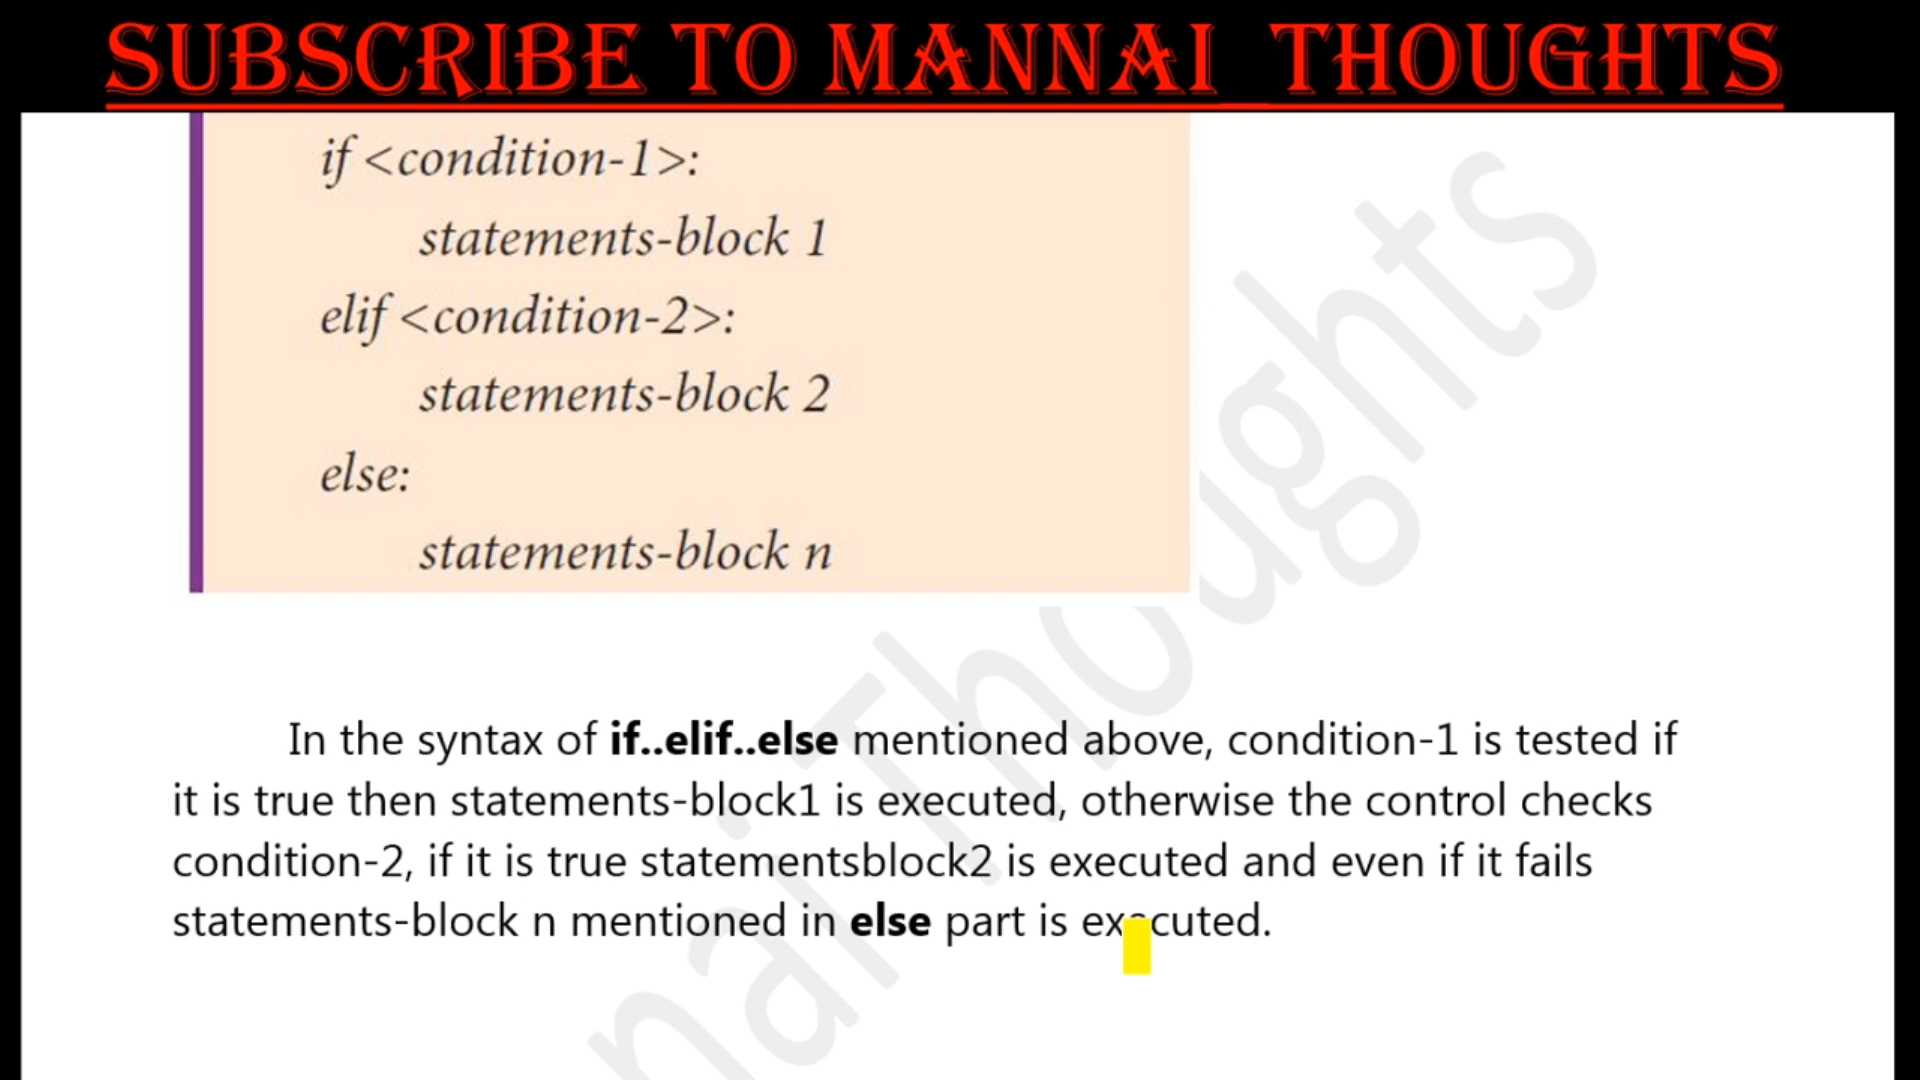 SUBSCRIBE TO MANNAI THOUGHTS
if <condition-1>:
statements-block 1
elif <condition-2>:
statements-block 2
else:
statements-block n
In the syntax of if..elif..else mentioned above, condition-1 is tested if
it is true then statements-block1 is executed, otherwise the control checks
condition-2, if it is true statementsblock2 is executed and even if it fails
statements-block n mentioned in else part is executed.
nai Thoughts